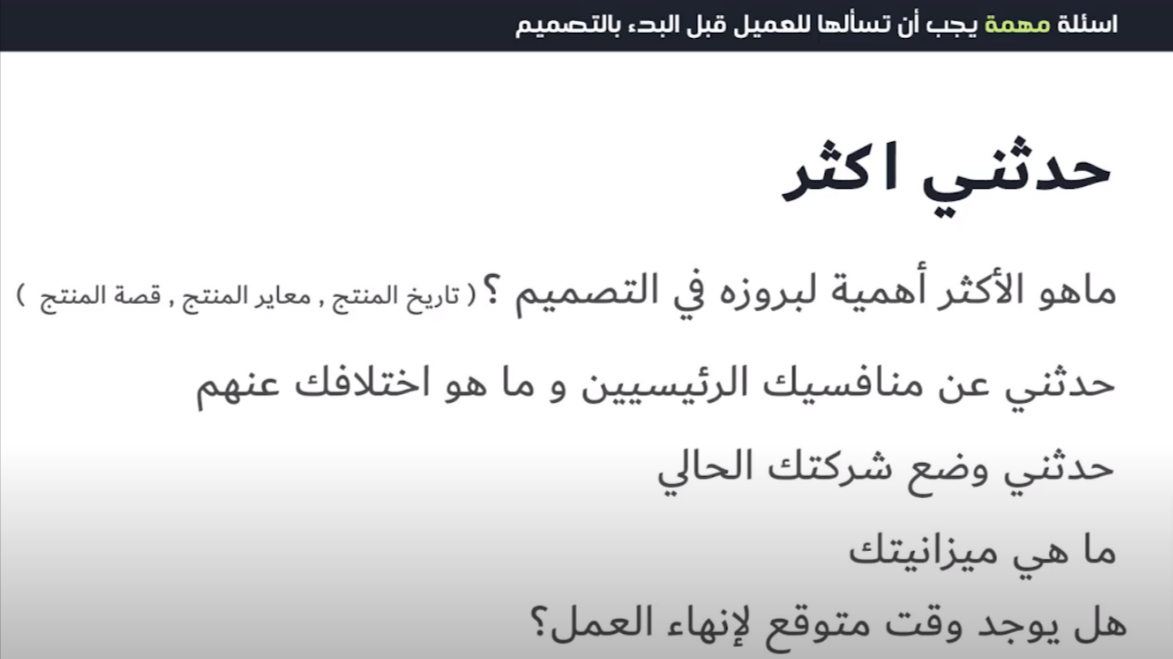 اسئلة مهمة يجب أن تسألها للعميل قبل البدء بالتصميم
حدثني اكثر
ماهو الأكثر أهمية لبروزه في التصميم ؟ ( تاريخ المنتج , معاير المنتج , قصة المنتج )
حدثني عن منافسيك الرئيسيين و ما هو اختلافك عنهم
حدثني وضع شركتك الحالي
ما هي ميزانيتك
هل يوجد وقت متوقع لإنهاء العمل؟